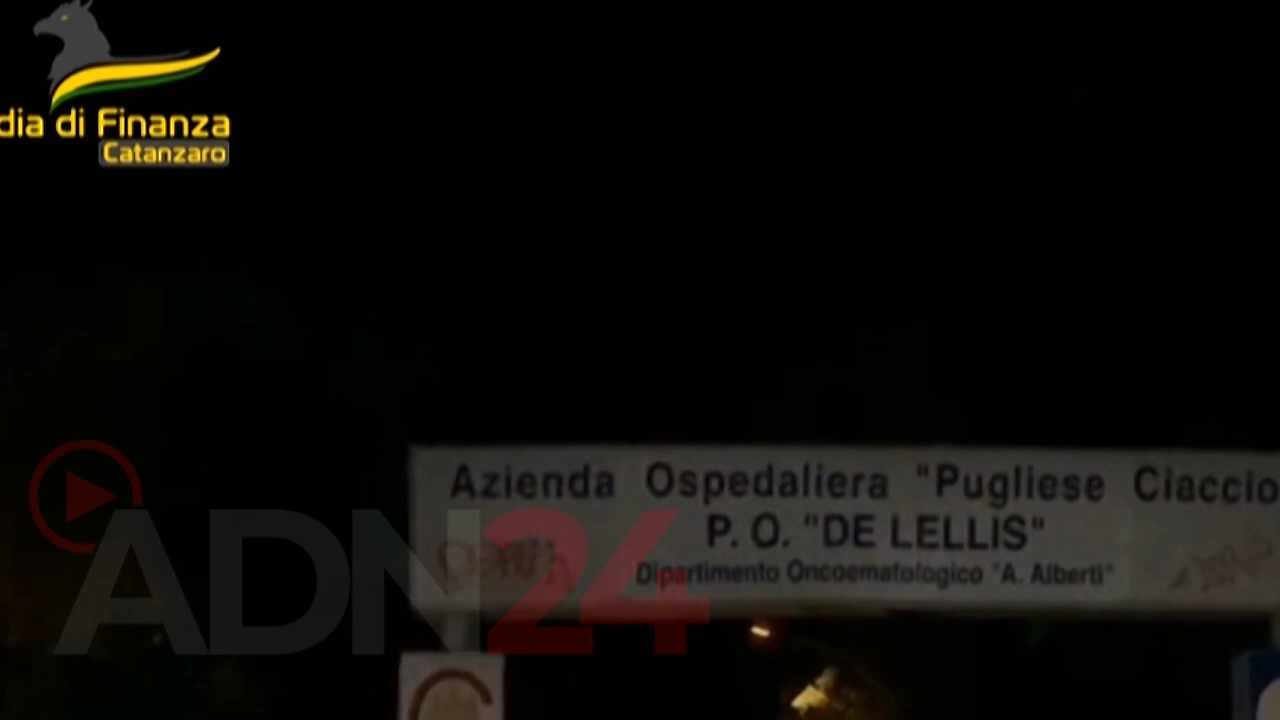 dia di Finanza
Catanzaro
Azienda Ospedaliera "Pugliese Ciaccio
P. O. "DE LELLIS"
Dipartimento Oncoematologico "A. Alberti"
ADN24